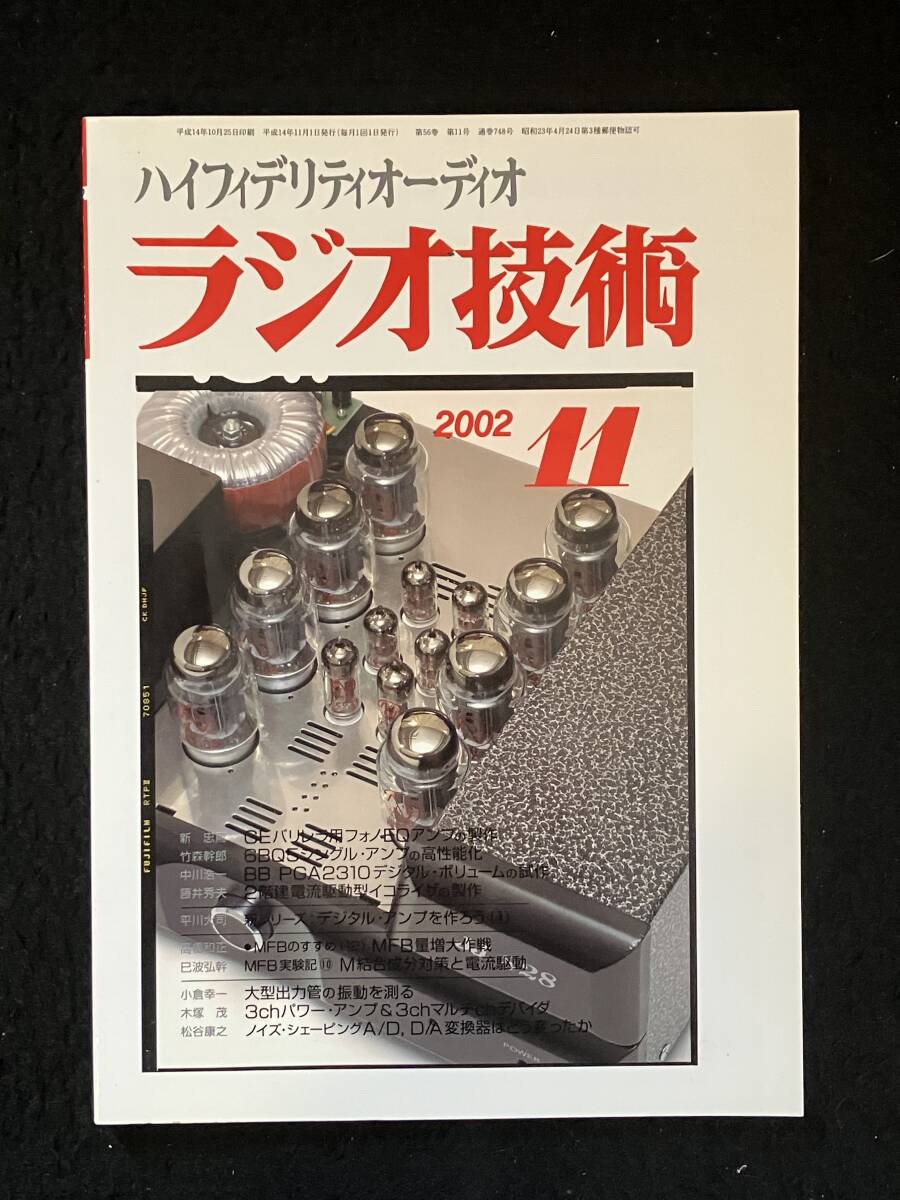 平成14年10月25日印刷 平成14年11月1日発行(毎月1回1日発行) 第56巻 第11号 通巻748号 昭和23年4月24日第3種郵便物認可
ハイフィデリティオーディオ
ラジオ技術
2002 11
新 忠 GEバリレラ用フォノEQアンプの製作
竹森幹郎 6BQ5シングル・アンプの高性能化
中川浩一 BB PGA2310デジタル・ボリュームの試作
藤井秀夫 2階建電流駆動型イコライザの製作
平川大司 新シリーズ:デジタル・アンプを作ろう(1)
●MFBのすすめ(12) MFB量増大作戦
巳波弘幹 MFB実験記⑩ M結合成分対策と電流駆動
小倉幸一 大型出力管の振動を測る
木塚 茂 3chパワー・アンプ&3chマルチchデバイダ
松谷康之 ノイズ・シェーピングA/D, D/A変換器はどう変ったか
28
POWER
CK DHJF
70851
FUJIFILM RTPⅡ